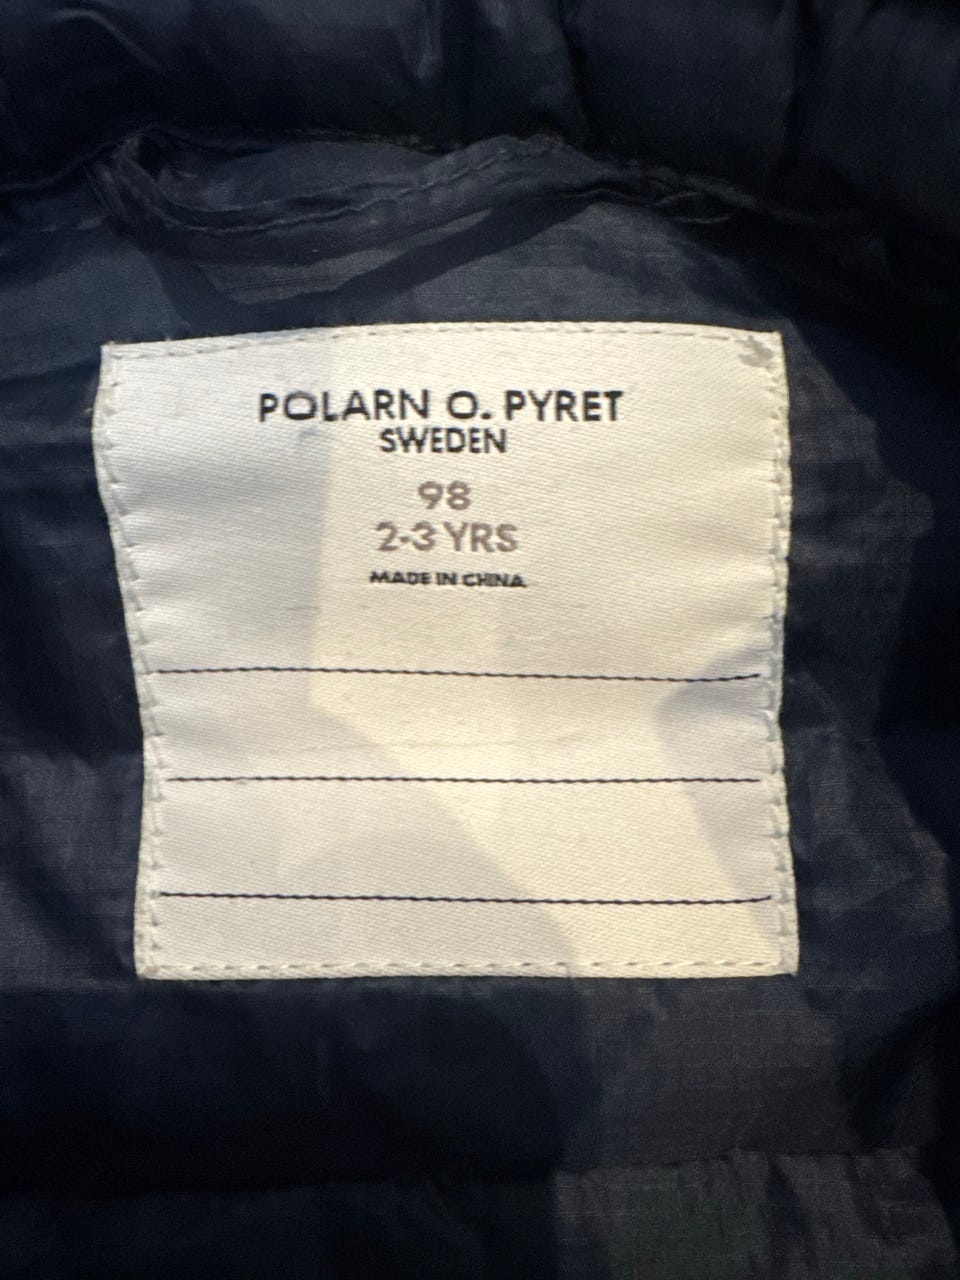 POLARN O. PYRET
SWEDEN
98
2-3 YRS
MADE IN CHINA